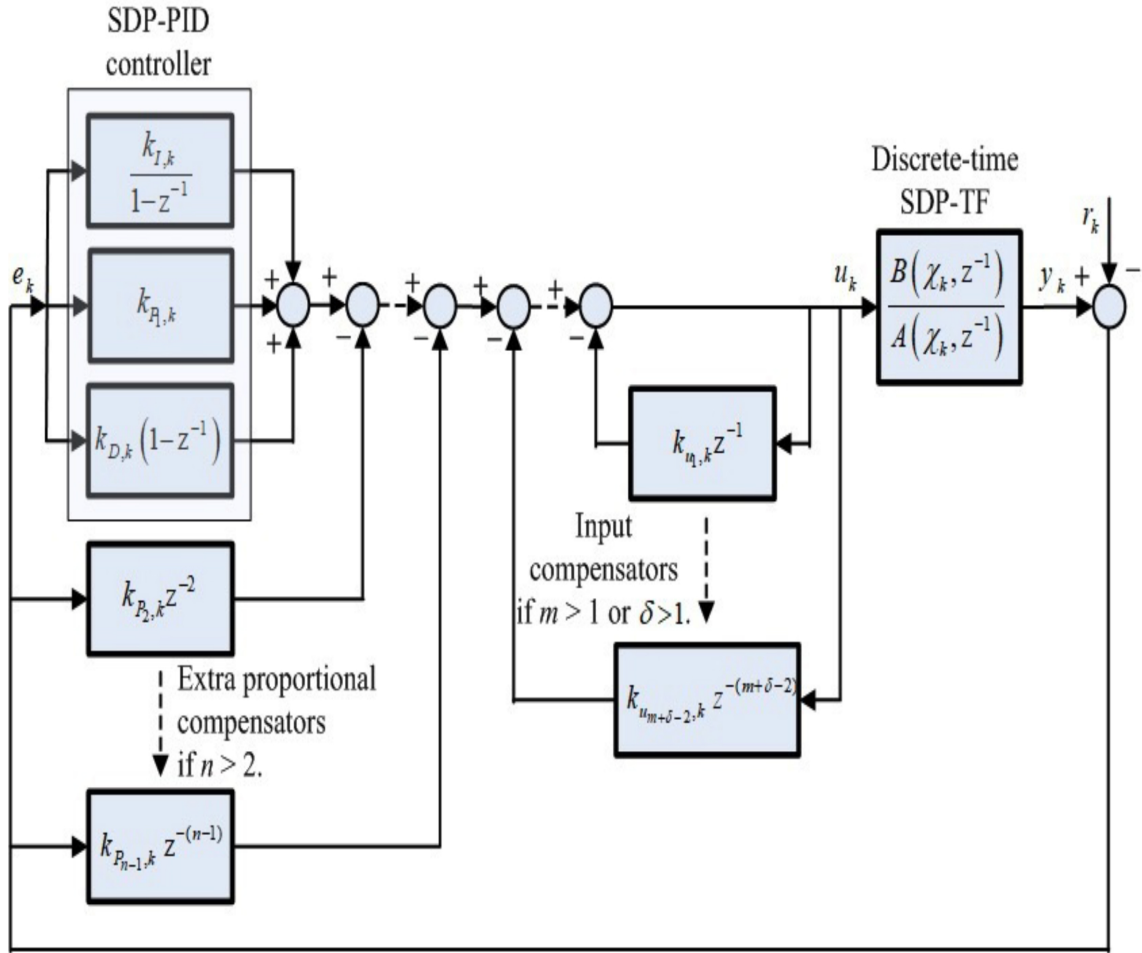 SDP-PID
controller
k_{I,k}
1−z^{-1}
e_k
k_{P_1,k}
k_{D,k}(1−z^{-1})
+ + + + − + − + − + −
Discrete-time
SDP-TF
u_k
B(χ_k, z^{-1})
A(χ_k, z^{-1})
y_k
r_k
+ −
k_{u_1,k} z^{-1}
Input
compensators
if m > 1 or δ>1.
k_{u_{m+δ−2},k} z^{-(m+δ−2)}
k_{P_2,k} z^{-2}
Extra proportional
compensators
if n > 2.
k_{P_{n−1},k} z^{-(n−1)}